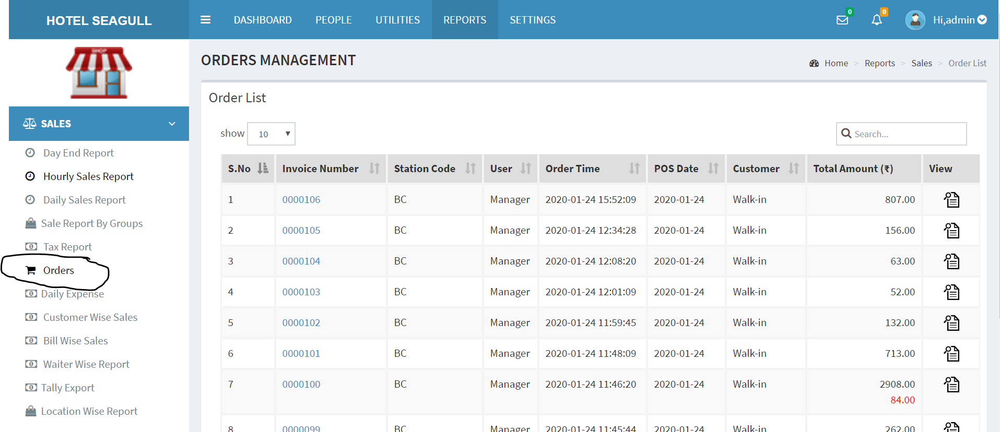 HOTEL SEAGULL DASHBOARD PEOPLE UTILITIES REPORTS SETTINGS 0 0 Hi,admin
SHOP
ORDERS MANAGEMENT
Home > Reports > Sales > Order List
SALES
Day End Report
Hourly Sales Report
Daily Sales Report
Sale Report By Groups
Tax Report
Orders
Daily Expense
Customer Wise Sales
Bill Wise Sales
Waiter Wise Report
Tally Export
Location Wise Report
Order List
show 10 Search...
S.No Invoice Number Station Code User Order Time POS Date Customer Total Amount (₹) View
1 0000106 BC Manager 2020-01-24 15:52:09 2020-01-24 Walk-in 807.00
2 0000105 BC Manager 2020-01-24 12:34:28 2020-01-24 Walk-in 156.00
3 0000104 BC Manager 2020-01-24 12:08:20 2020-01-24 Walk-in 63.00
4 0000103 BC Manager 2020-01-24 12:01:09 2020-01-24 Walk-in 52.00
5 0000102 BC Manager 2020-01-24 11:59:45 2020-01-24 Walk-in 132.00
6 0000101 BC Manager 2020-01-24 11:48:09 2020-01-24 Walk-in 713.00
7 0000100 BC Manager 2020-01-24 11:46:20 2020-01-24 Walk-in 2908.00
84.00
8 0000099 BC Manager 2020-01-24 11:45:44 2020-01-24 Walk-in 262.00